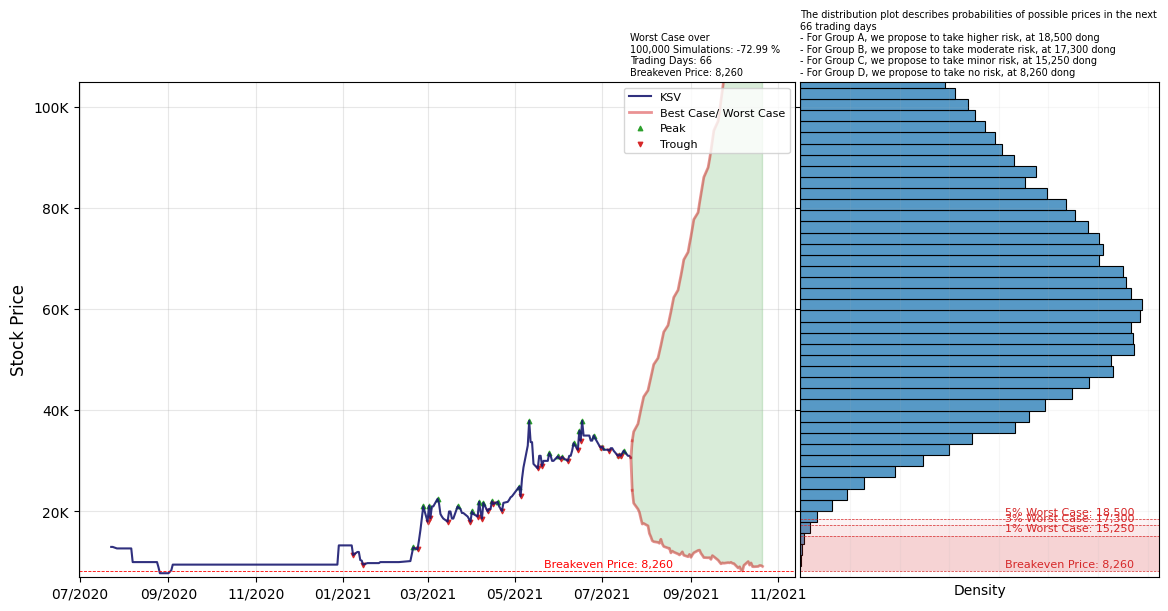 The distribution plot describes probabilities of possible prices in the next
66 trading days
- For Group A, we propose to take higher risk, at 18,500 dong
- For Group B, we propose to take moderate risk, at 17,300 dong
- For Group C, we propose to take minor risk, at 15,250 dong
- For Group D, we propose to take no risk, at 8,260 dong
Worst Case over
100,000 Simulations: -72.99 %
Trading Days: 66
Breakeven Price: 8,260
KSV
Best Case/ Worst Case
Peak
Trough
100K
80K
60K
40K
20K
Stock Price
5% Worst Case: 18,500
3% Worst Case: 17,300
1% Worst Case: 15,250
Breakeven Price: 8,260
Breakeven Price: 8,260
07/2020
09/2020
11/2020
01/2021
03/2021
05/2021
07/2021
09/2021
11/2021
Density